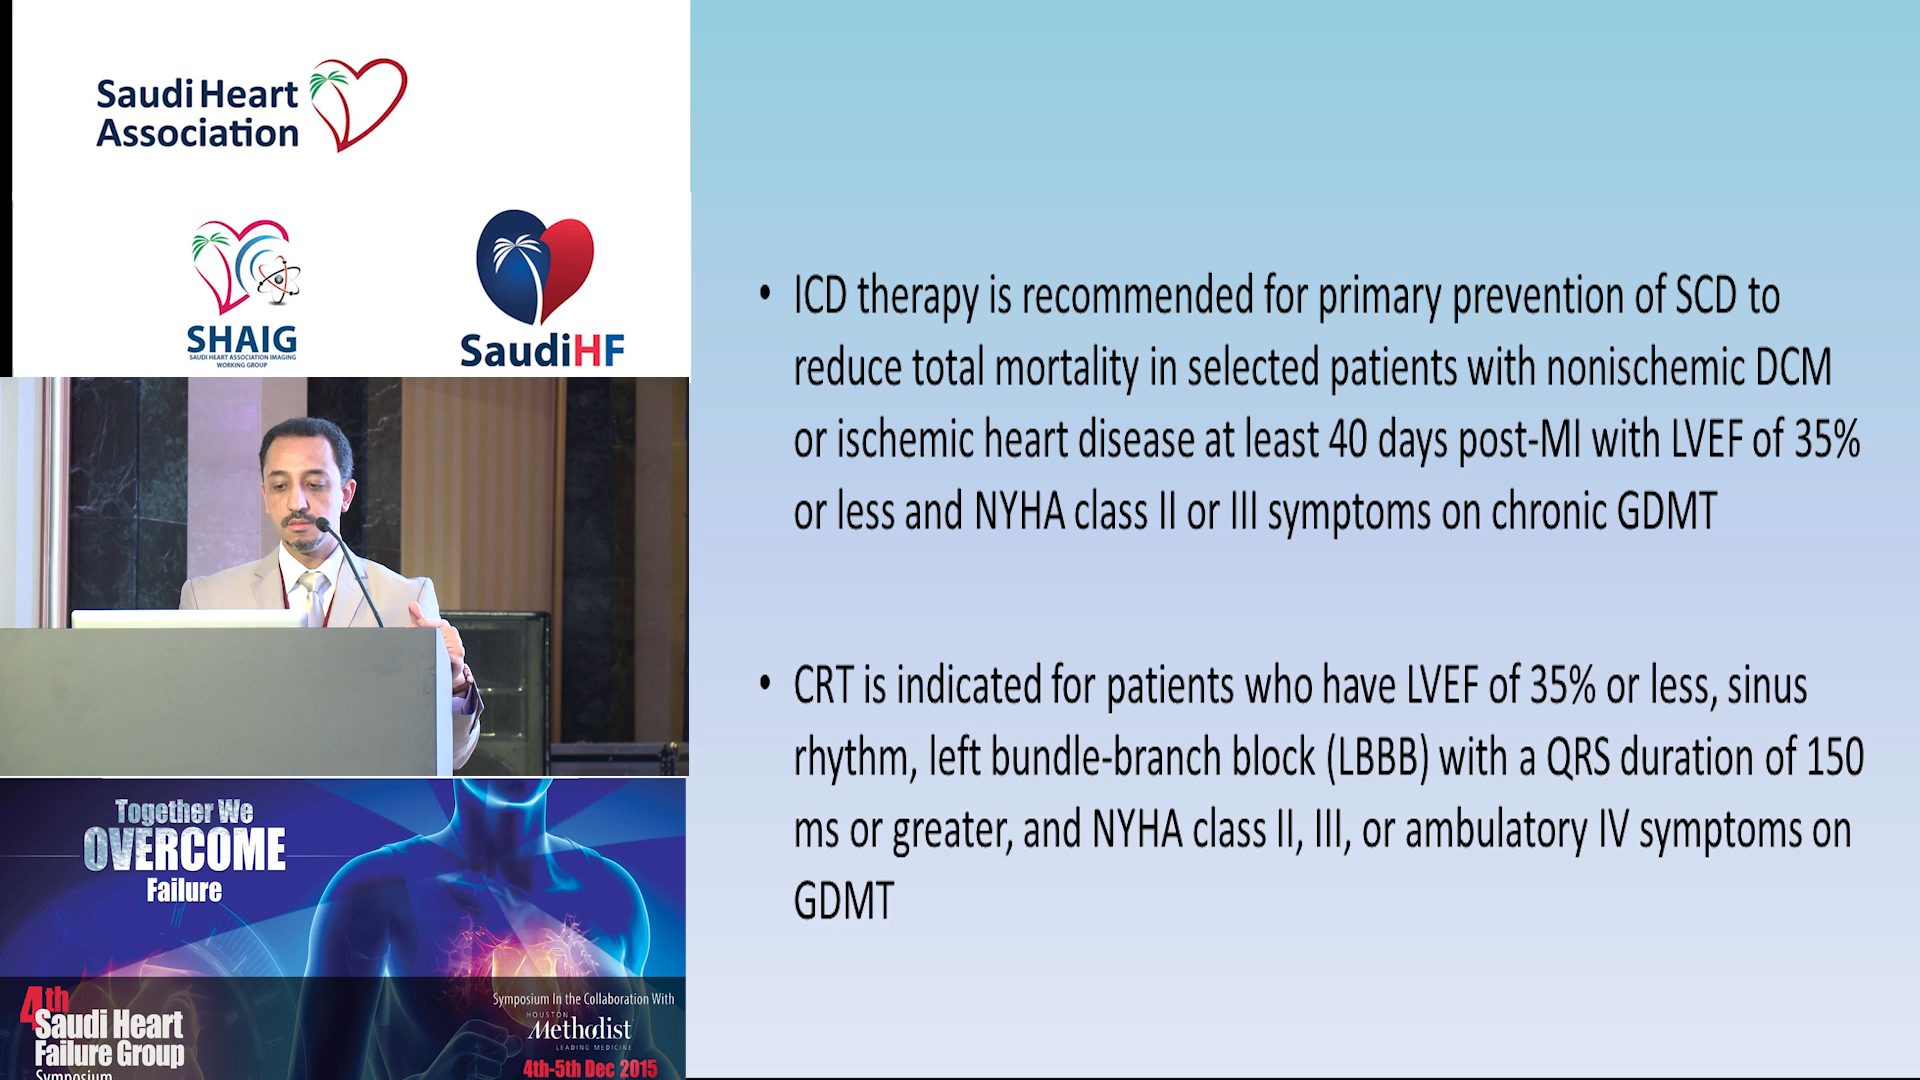 Saudi Heart
Association
SHAIG
SAUDI HEART ASSOCIATION IMAGING
WORKING GROUP
SaudiHF
Together We
OVERCOME
Failure
4th
Saudi Heart
Failure Group
Symposium
Symposium In the Collaboration With
HOUSTON
Methodist
LEADING MEDICINE
4th-5th Dec 2015
• ICD therapy is recommended for primary prevention of SCD to
reduce total mortality in selected patients with nonischemic DCM
or ischemic heart disease at least 40 days post-MI with LVEF of 35%
or less and NYHA class II or III symptoms on chronic GDMT
• CRT is indicated for patients who have LVEF of 35% or less, sinus
rhythm, left bundle-branch block (LBBB) with a QRS duration of 150
ms or greater, and NYHA class II, III, or ambulatory IV symptoms on
GDMT